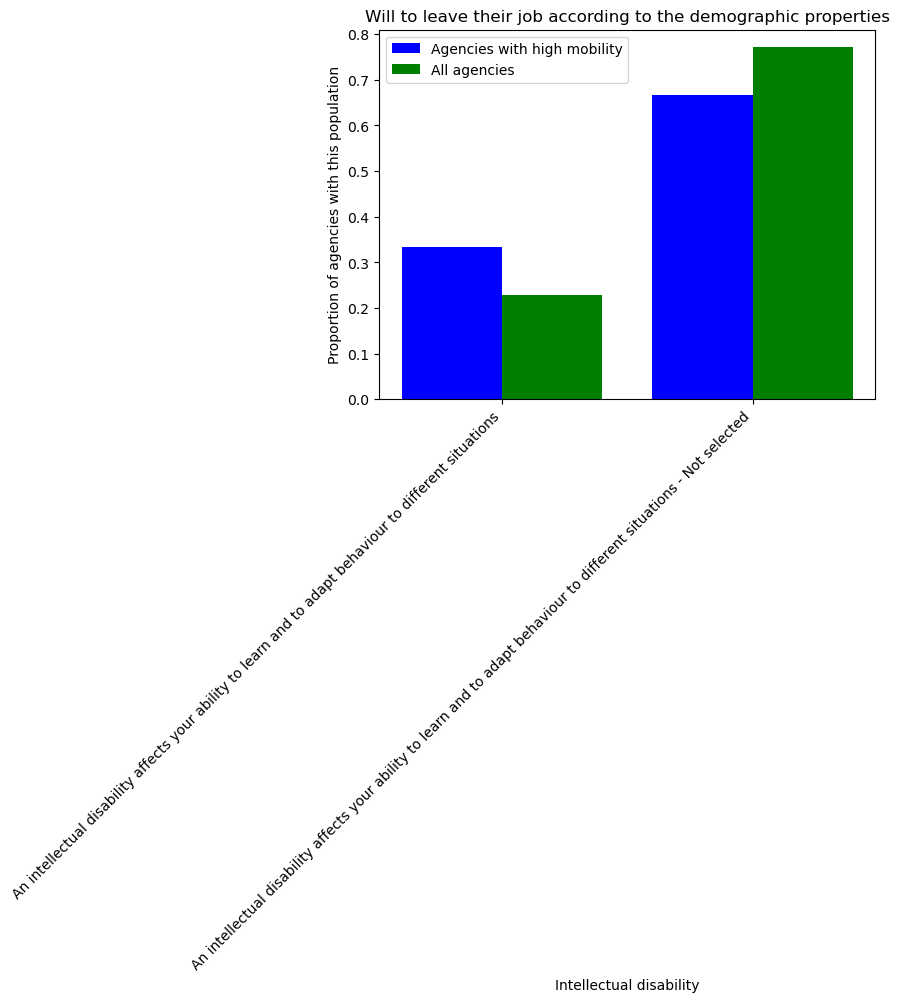 Will to leave their job according to the demographic properties
Agencies with high mobility
All agencies
Proportion of agencies with this population
0.8
0.7
0.6
0.5
0.4
0.3
0.2
0.1
0.0
An intellectual disability affects your ability to learn and to adapt behaviour to different situations
An intellectual disability affects your ability to learn and to adapt behaviour to different situations - Not selected
Intellectual disability